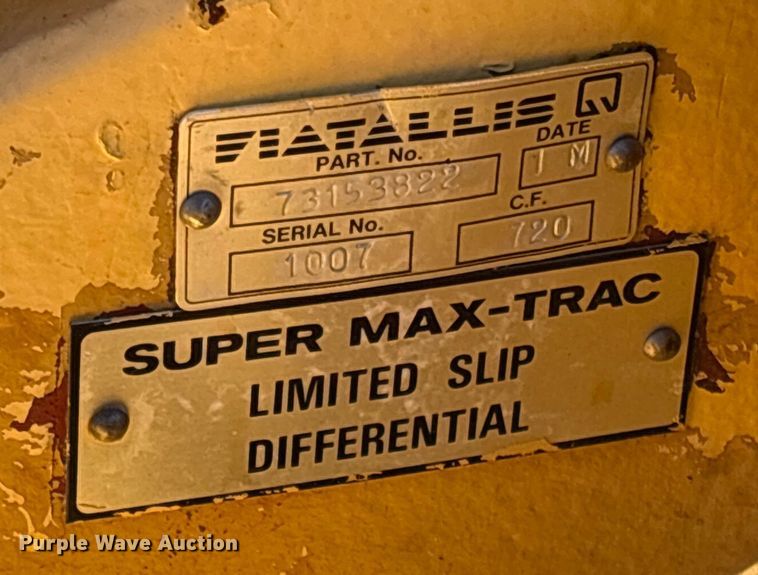 FIATALLIS
PART. No. DATE
73153822 1 M
SERIAL No. C.F.
1007 720
SUPER MAX-TRAC
LIMITED SLIP
DIFFERENTIAL
Purple Wave Auction